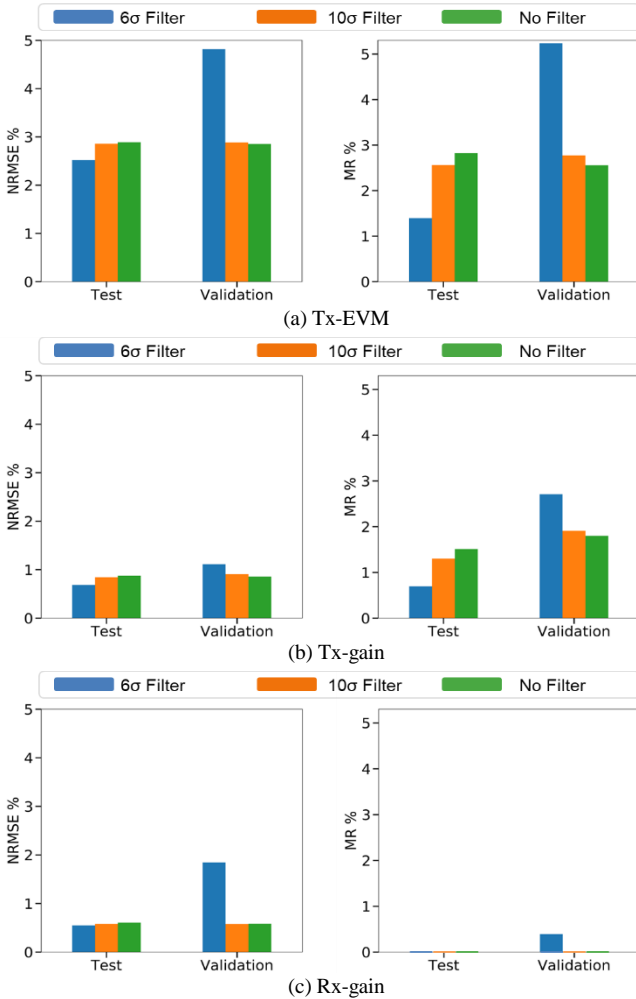 6σ Filter 10σ Filter No Filter
NRMSE %
5
4
3
2
1
0
Test Validation
MR %
5
4
3
2
1
0
Test Validation
(a) Tx-EVM
6σ Filter 10σ Filter No Filter
NRMSE %
5
4
3
2
1
0
Test Validation
MR %
5
4
3
2
1
0
Test Validation
(b) Tx-gain
6σ Filter 10σ Filter No Filter
NRMSE %
5
4
3
2
1
0
Test Validation
MR %
5
4
3
2
1
0
Test Validation
(c) Rx-gain